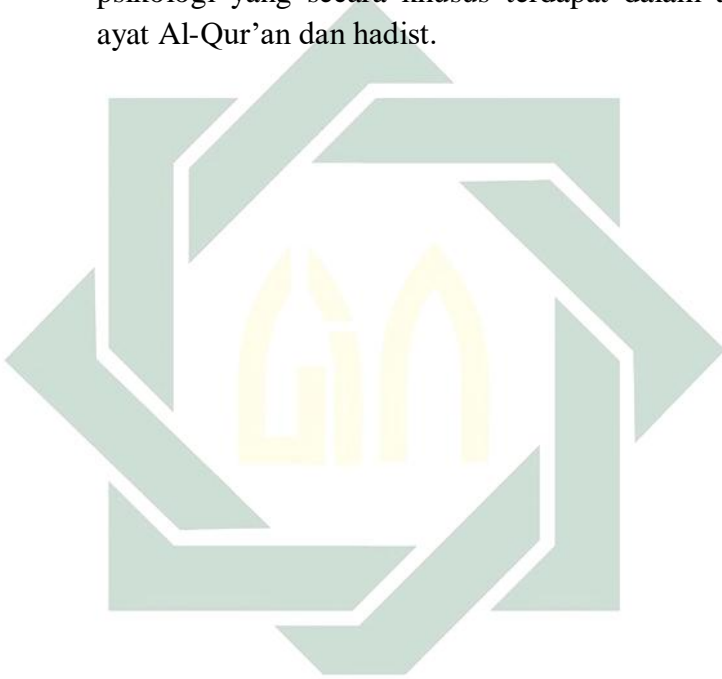 psikologi yang secara khusus terdapat dalam
ayat Al-Qur’an dan hadist.